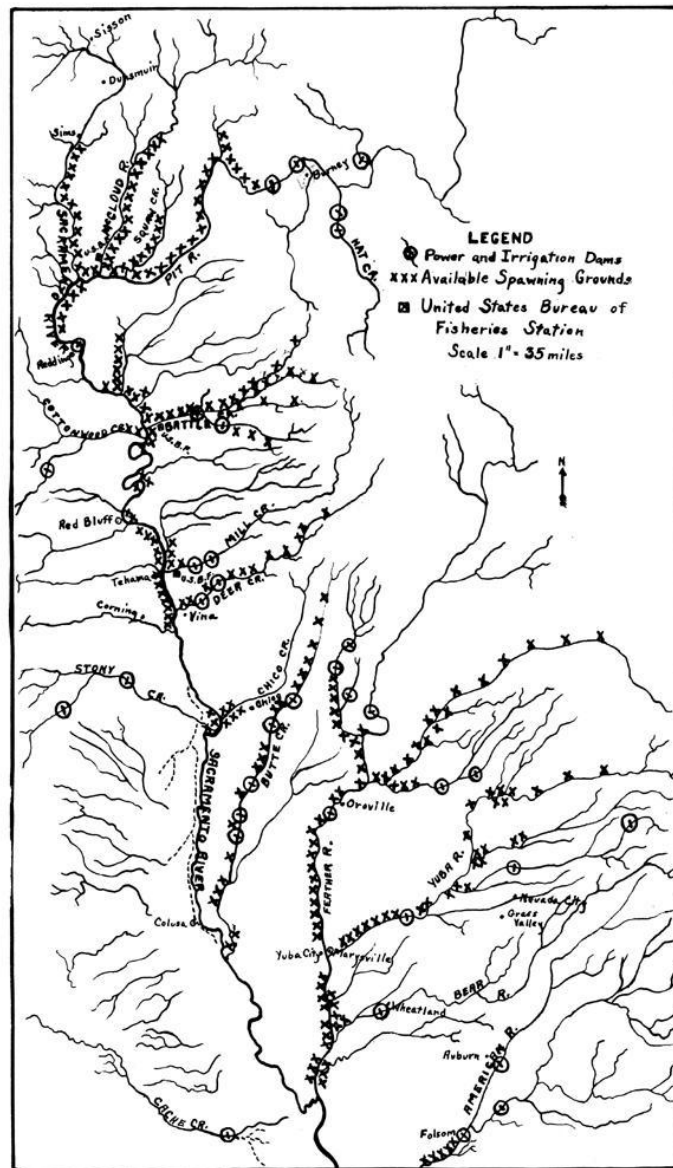 Sisson
Dunsmuir
Sims
SACRAMENTO
RIVER
U.S.B.F.
McCLOUD R.
SQUAW CR.
PIT R.
Burney
HAT CR.
LEGEND
Power and Irrigation Dams
xxx Available Spawning Grounds
United States Bureau of
Fisheries Station
Scale 1" = 35 miles
Redding
COTTONWOOD CR.
BATTLE
U.S.B.F.
N
Red Bluff
MILL CR.
Tehama
U.S.B.F.
DEER CR.
Corning
Vina
STONY
CR.
CHICO CR.
Chico
BUTTE CR.
SACRAMENTO RIVER
Oroville
FEATHER R.
YUBA R.
Nevada City
Grass
Valley
Colusa
Yuba City
Marysville
BEAR
R.
Wheatland
Auburn
AMERICAN R.
CACHE CR.
Folsom